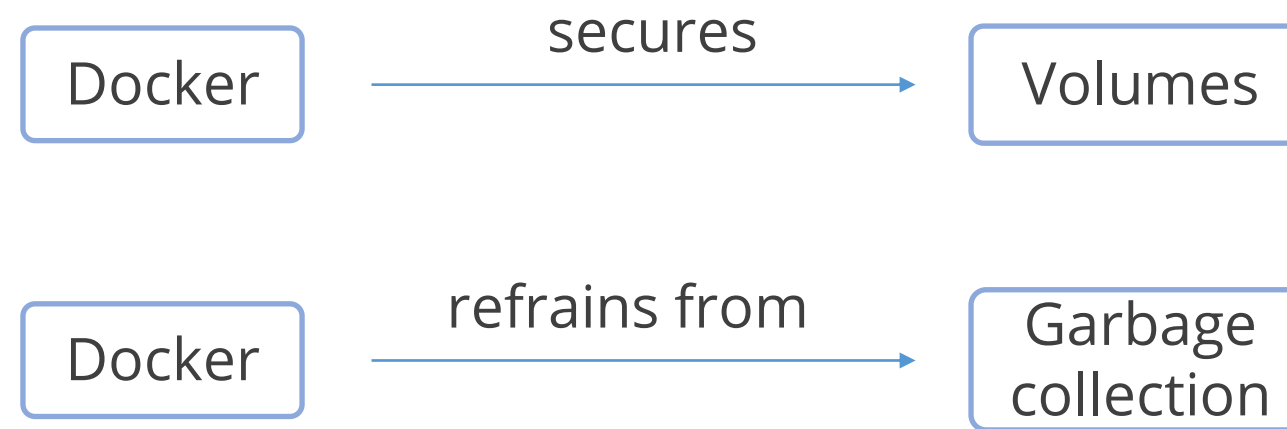 secures
Docker
Volumes
refrains from
Docker
Garbage
collection